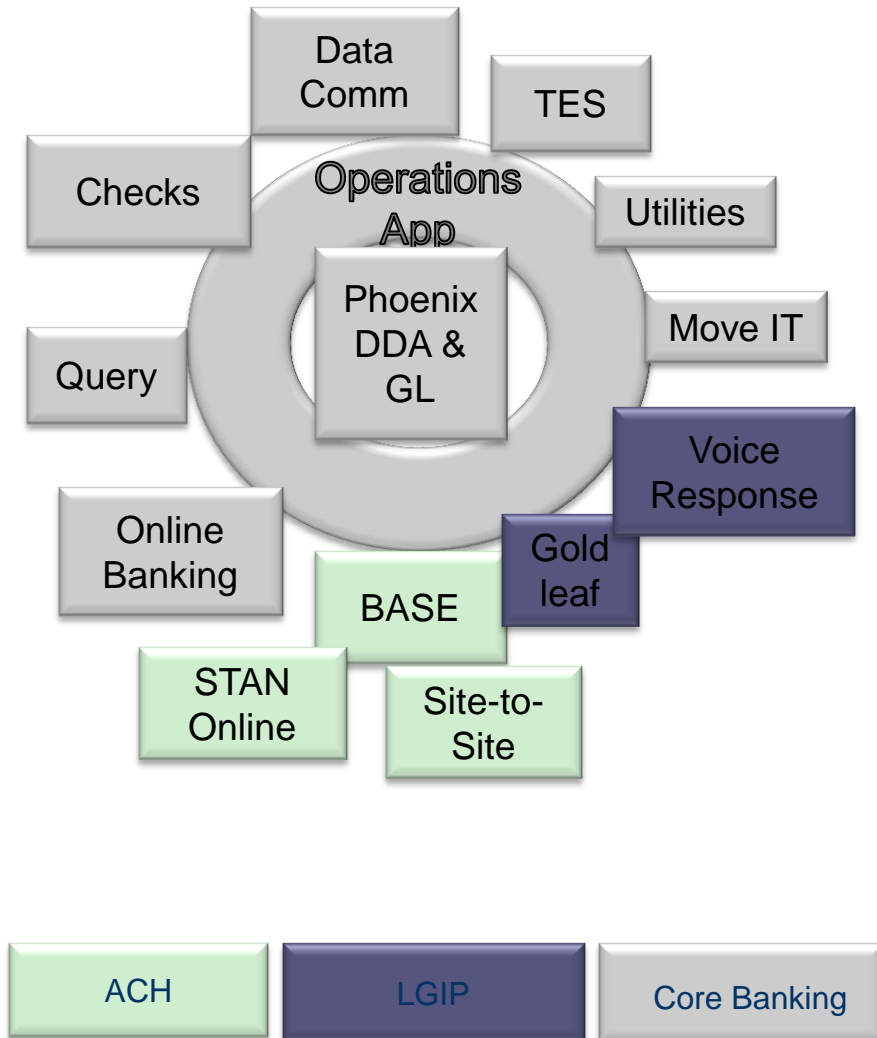 Data
Comm
TES
Checks
Operations
App
Utilities
Phoenix
DDA &
GL
Move IT
Query
Voice
Response
Online
Banking
Gold
leaf
BASE
STAN
Online
Site-to-
Site
ACH
LGIP
Core Banking